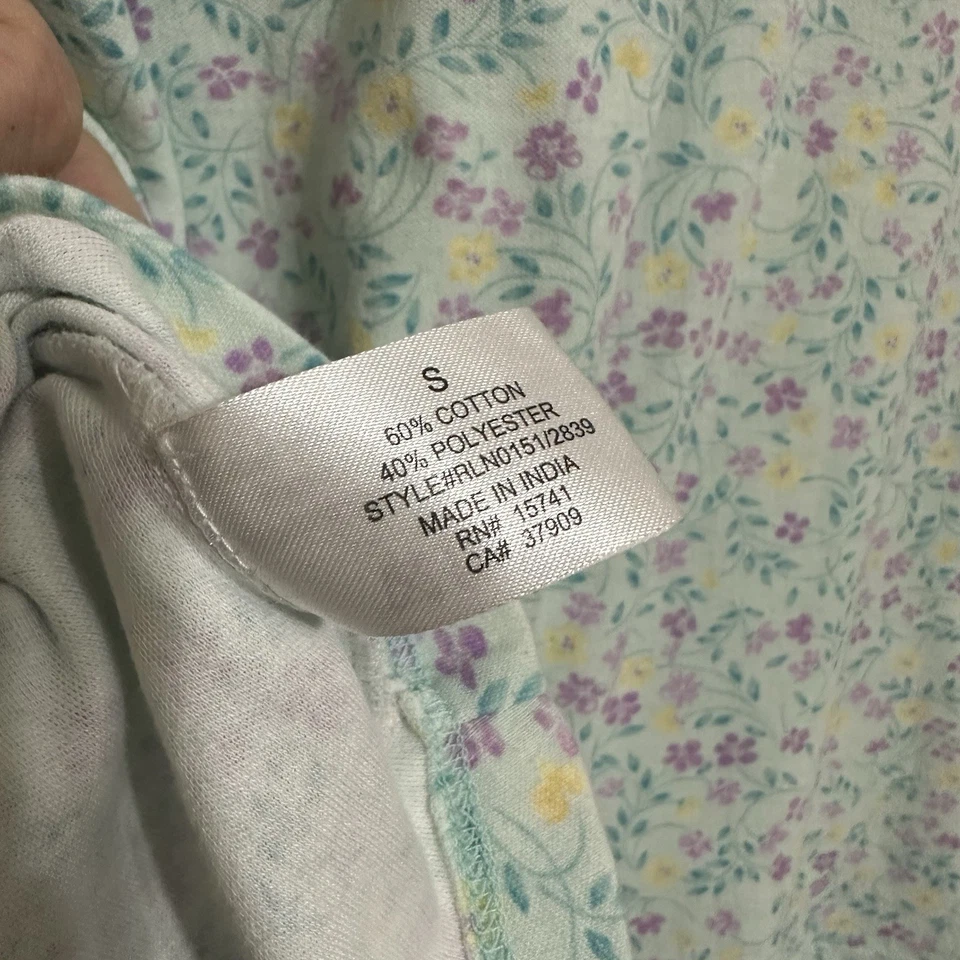 S
60% COTTON
40% POLYESTER
STYLE#RLN0151/2839
MADE IN INDIA
RN# 15741
CA# 37909